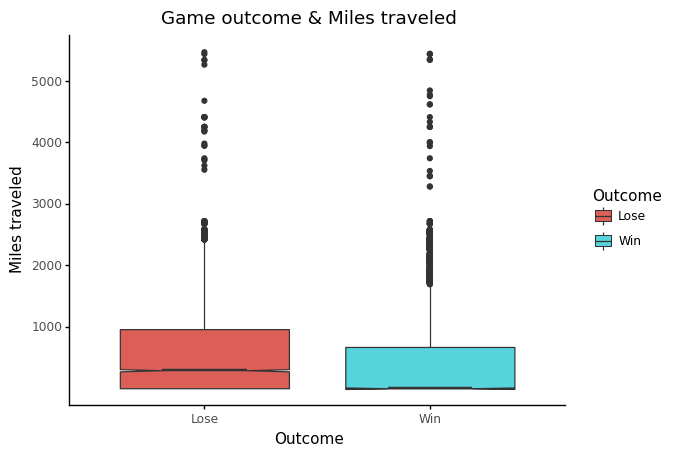 Game outcome & Miles traveled
5000
4000
3000
2000
1000
Miles traveled
Lose
Win
Outcome
Outcome
Lose
Win